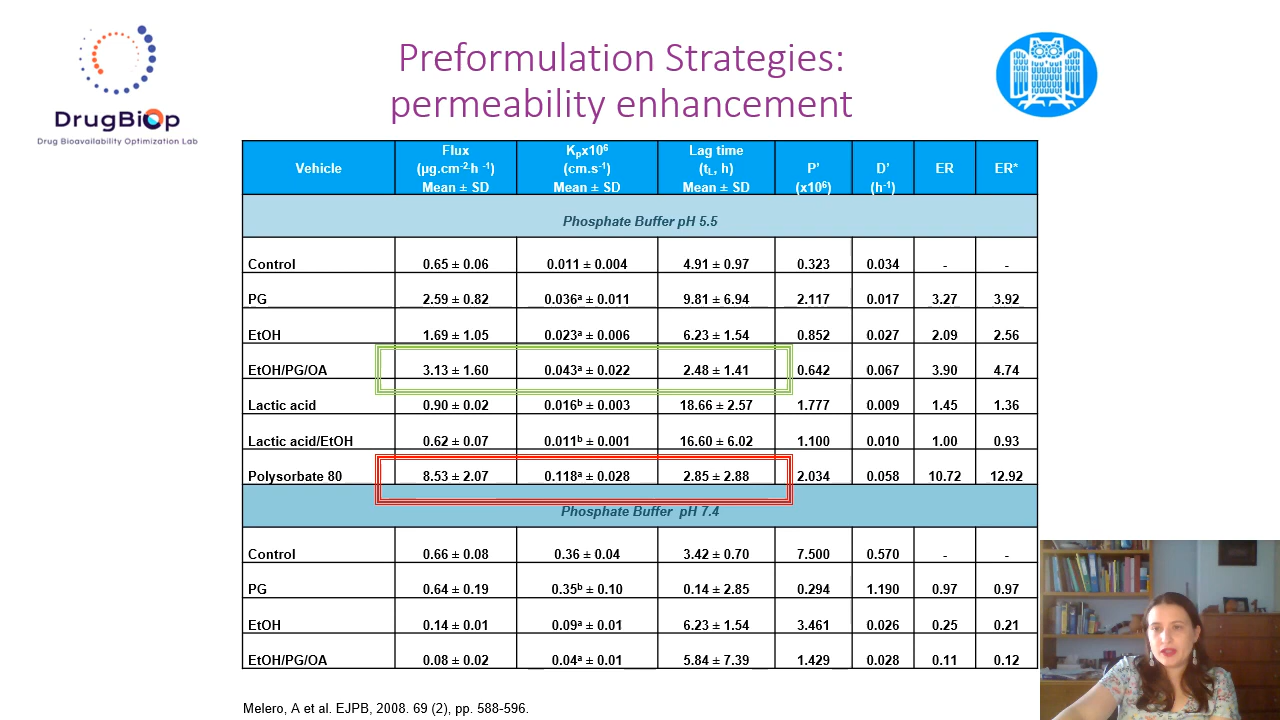 Preformulation Strategies:
permeability enhancement
DrugBiOp
Drug Bioavailability Optimization Lab
Vehicle Flux (µg.cm-2·h -1) Mean ± SD Kpx10⁶ (cm.s-1) Mean ± SD Lag time (tL, h) Mean ± SD P’ (x10⁶) D’ (h-1) ER ER*
Phosphate Buffer pH 5.5
Control 0.65 ± 0.06 0.011 ± 0.004 4.91 ± 0.97 0.323 0.034 - -
PG 2.59 ± 0.82 0.036ª ± 0.011 9.81 ± 6.94 2.117 0.017 3.27 3.92
EtOH 1.69 ± 1.05 0.023ª ± 0.006 6.23 ± 1.54 0.852 0.027 2.09 2.56
EtOH/PG/OA 3.13 ± 1.60 0.043ª ± 0.022 2.48 ± 1.41 0.642 0.067 3.90 4.74
Lactic acid 0.90 ± 0.02 0.016ᵇ ± 0.003 18.66 ± 2.57 1.777 0.009 1.45 1.36
Lactic acid/EtOH 0.62 ± 0.07 0.011ᵇ ± 0.001 16.60 ± 6.02 1.100 0.010 1.00 0.93
Polysorbate 80 8.53 ± 2.07 0.118ª ± 0.028 2.85 ± 2.88 2.034 0.058 10.72 12.92
Phosphate Buffer pH 7.4
Control 0.66 ± 0.08 0.36 ± 0.04 3.42 ± 0.70 7.500 0.570 - -
PG 0.64 ± 0.19 0.35ᵇ ± 0.10 0.14 ± 2.85 0.294 1.190 0.97 0.97
EtOH 0.14 ± 0.01 0.09ª ± 0.01 6.23 ± 1.54 3.461 0.026 0.25 0.21
EtOH/PG/OA 0.08 ± 0.02 0.04ª ± 0.01 5.84 ± 7.39 1.429 0.028 0.11 0.12
Melero, A et al. EJPB, 2008. 69 (2), pp. 588-596.